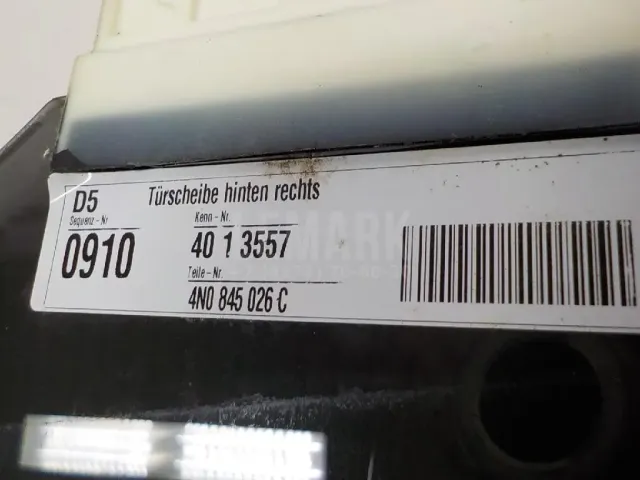 D5 Türscheibe hinten rechts
Sequenz-Nr Kenn-Nr.
0910 40 1 3557
Teile-Nr.
4N0 845 026 C